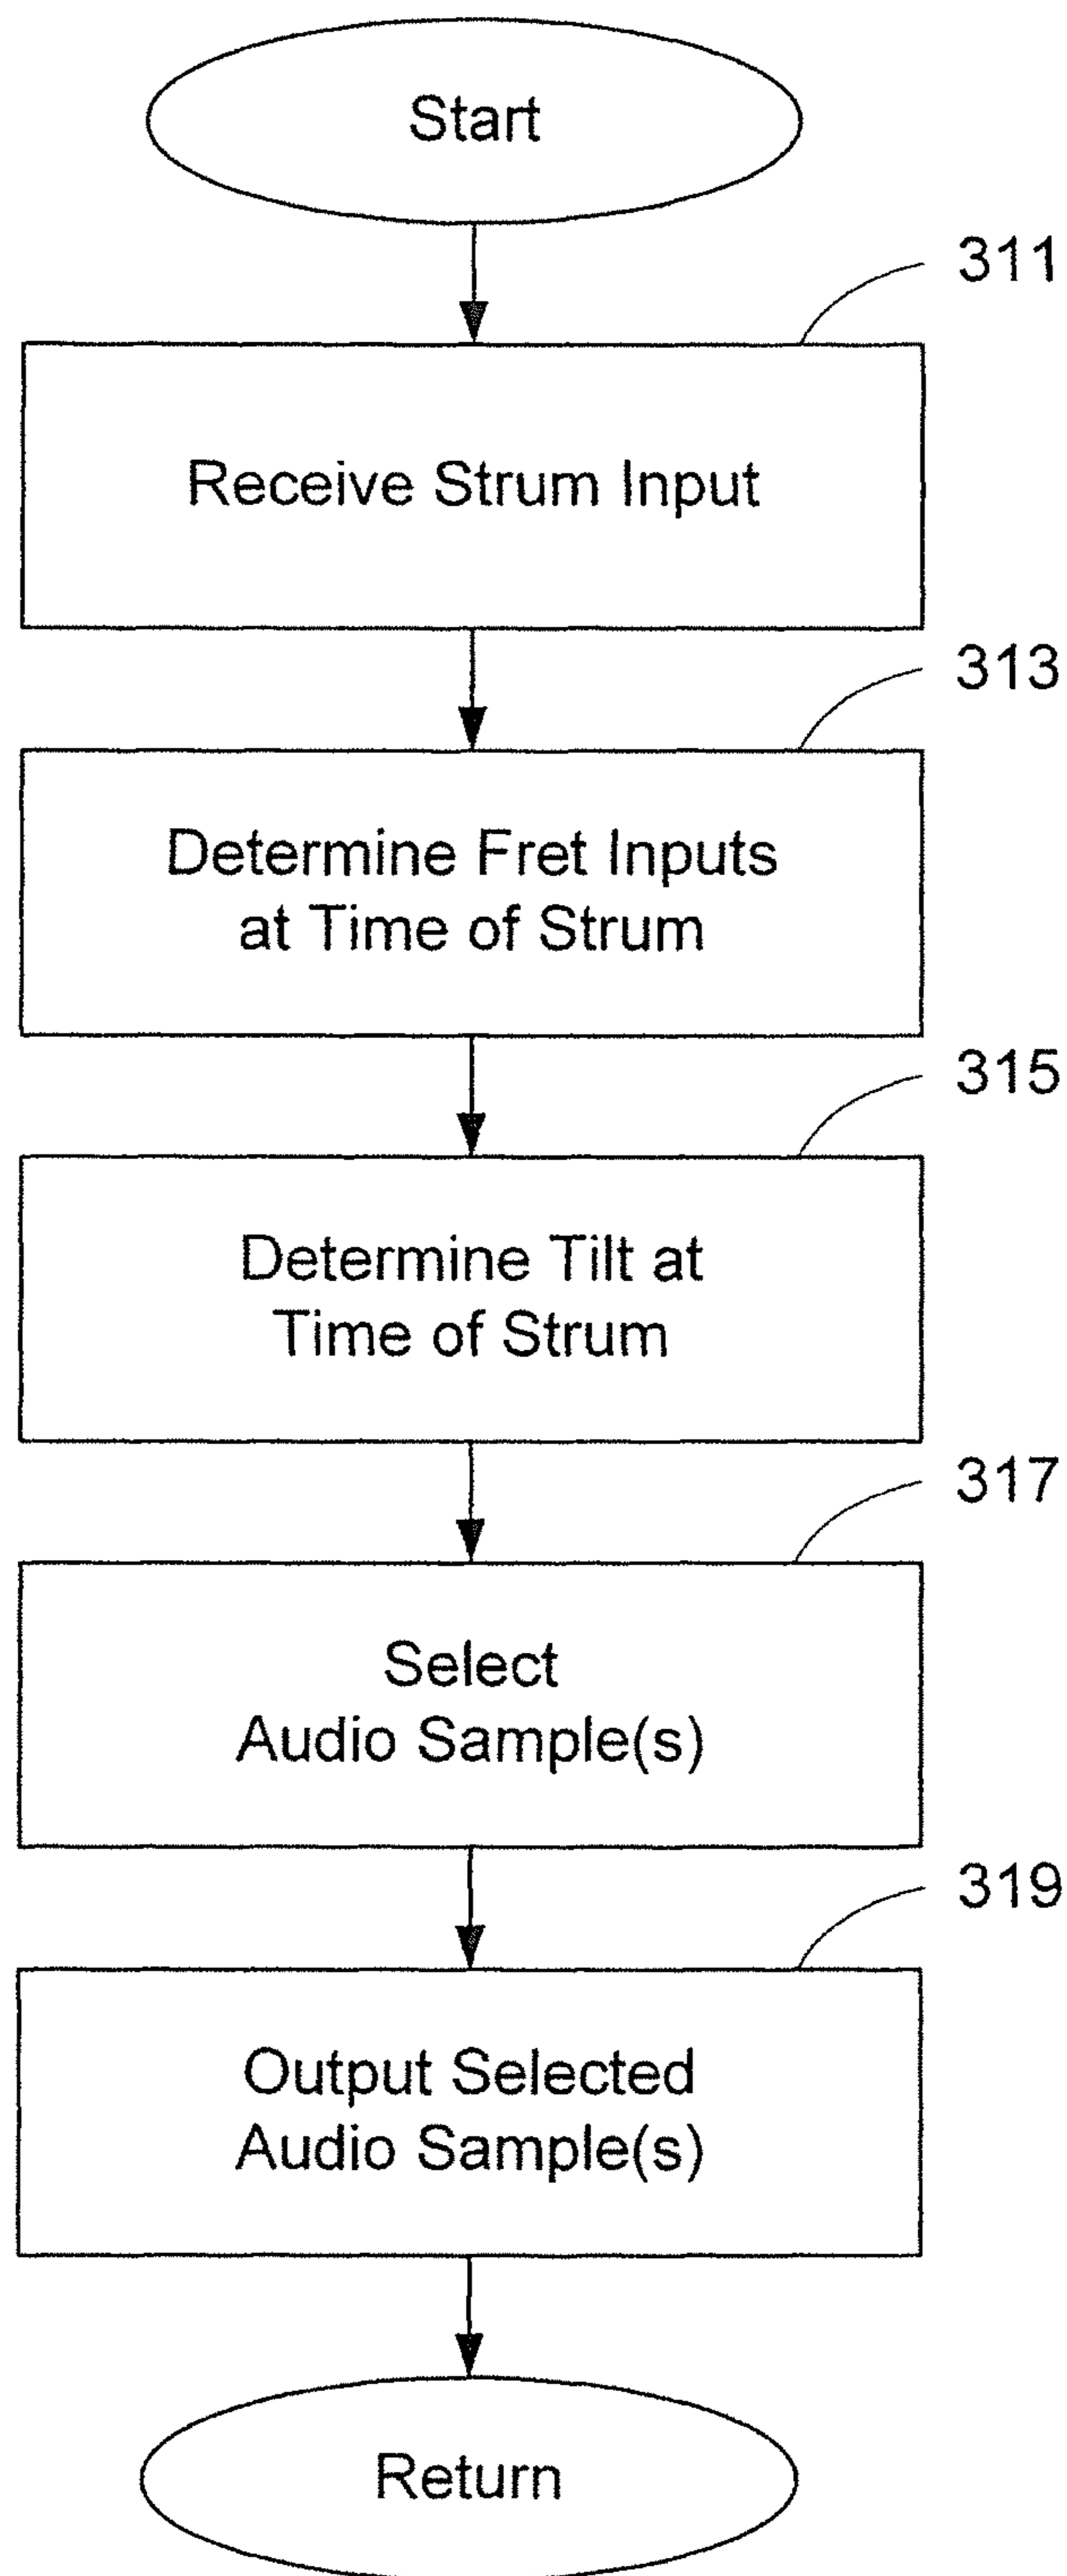 Start
311
Receive Strum Input
313
Determine Fret Inputs
at Time of Strum
315
Determine Tilt at
Time of Strum
317
Select
Audio Sample(s)
319
Output Selected
Audio Sample(s)
Return